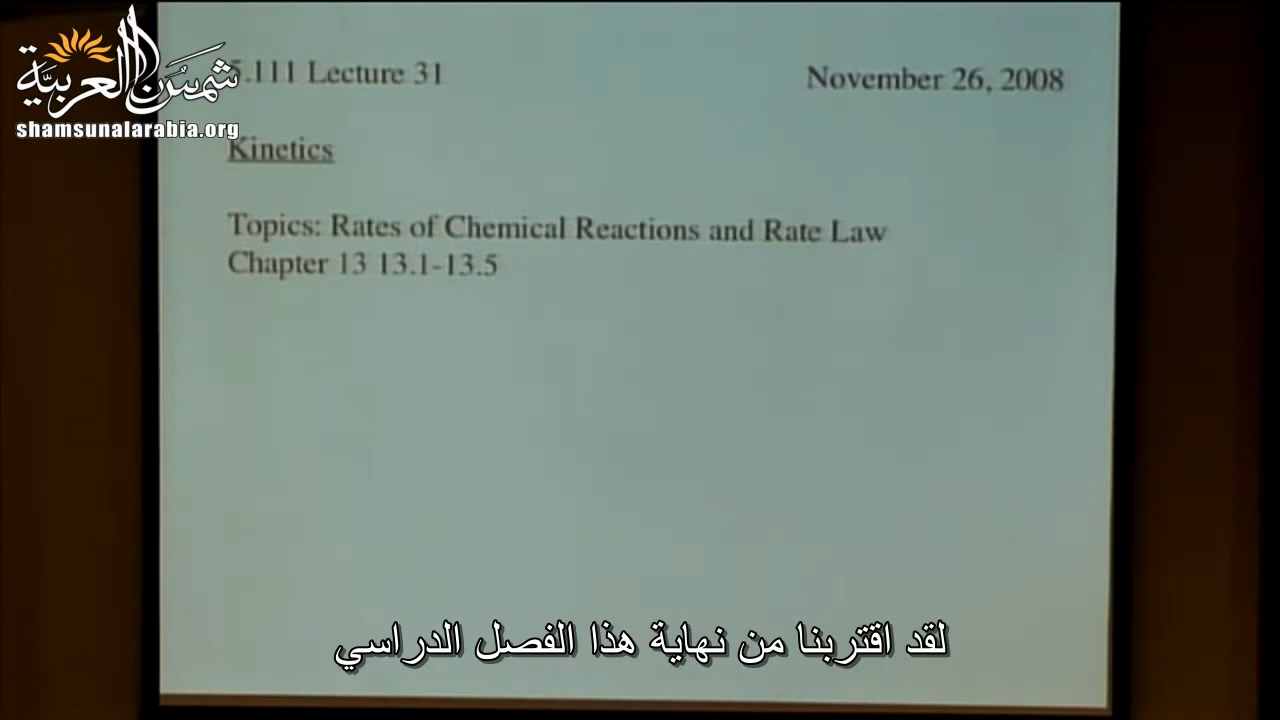 شمسنا العربية
shamsunalarabia.org
5.111 Lecture 31
November 26, 2008
Kinetics
Topics: Rates of Chemical Reactions and Rate Law
Chapter 13 13.1-13.5
لقد اقتربنا من نهاية هذا الفصل الدراسي